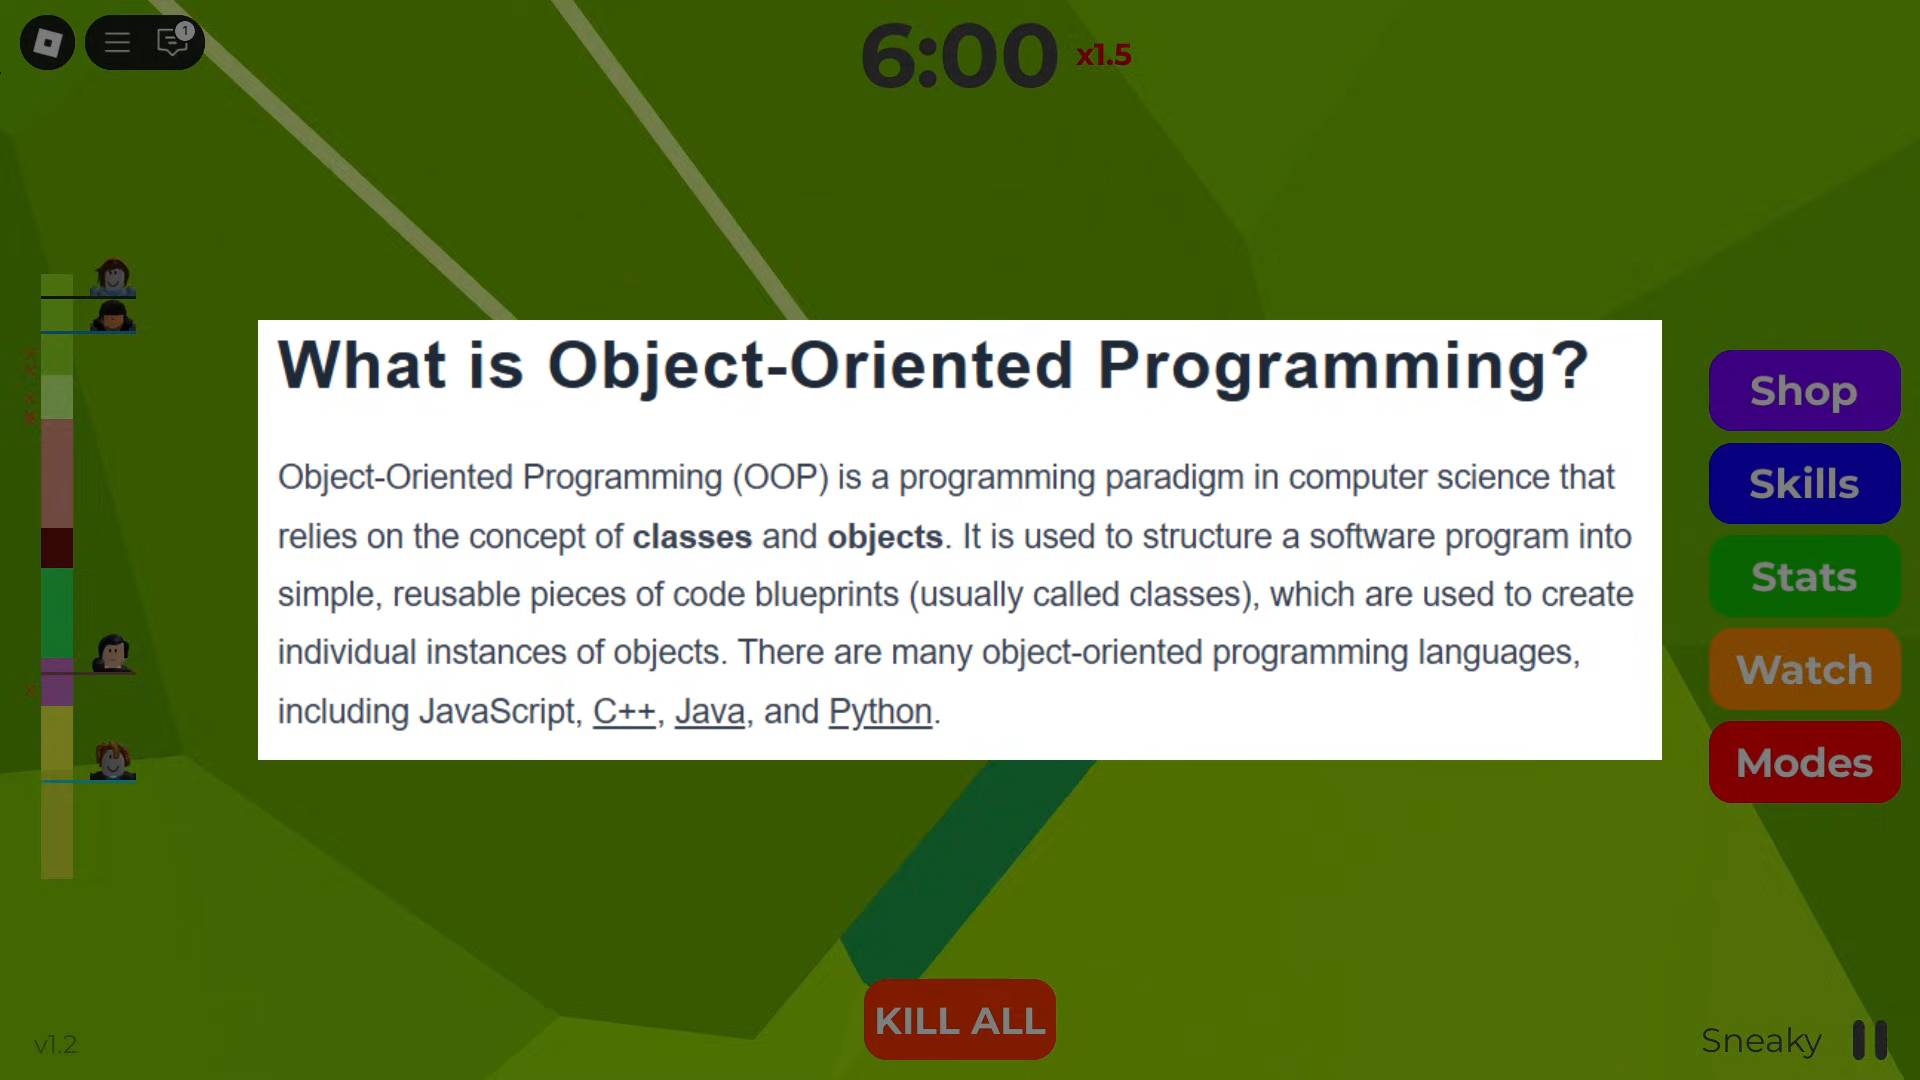 1
6:00 x1.5
What is Object-Oriented Programming?
Object-Oriented Programming (OOP) is a programming paradigm in computer science that
relies on the concept of classes and objects. It is used to structure a software program into
simple, reusable pieces of code blueprints (usually called classes), which are used to create
individual instances of objects. There are many object-oriented programming languages,
including JavaScript, C++, Java, and Python.
Shop
Skills
Stats
Watch
Modes
KILL ALL
v1.2
Sneaky